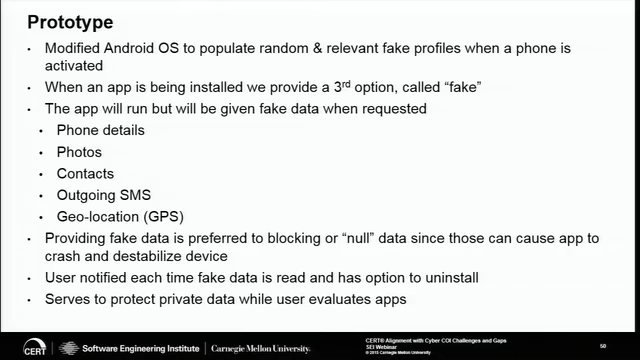 Prototype
• Modified Android OS to populate random & relevant fake profiles when a phone is
activated
• When an app is being installed we provide a 3rd option, called “fake”
• The app will run but will be given fake data when requested
• Phone details
• Photos
• Contacts
• Outgoing SMS
• Geo-location (GPS)
• Providing fake data is preferred to blocking or “null” data since those can cause app to
crash and destabilize device
• User notified each time fake data is read and has option to uninstall
• Serves to protect private data while user evaluates apps
CERT
Software Engineering Institute
Carnegie Mellon University
CERT® Alignment with Cyber COI Challenges and Gaps
SEI Webinar
© 2015 Carnegie Mellon University
50